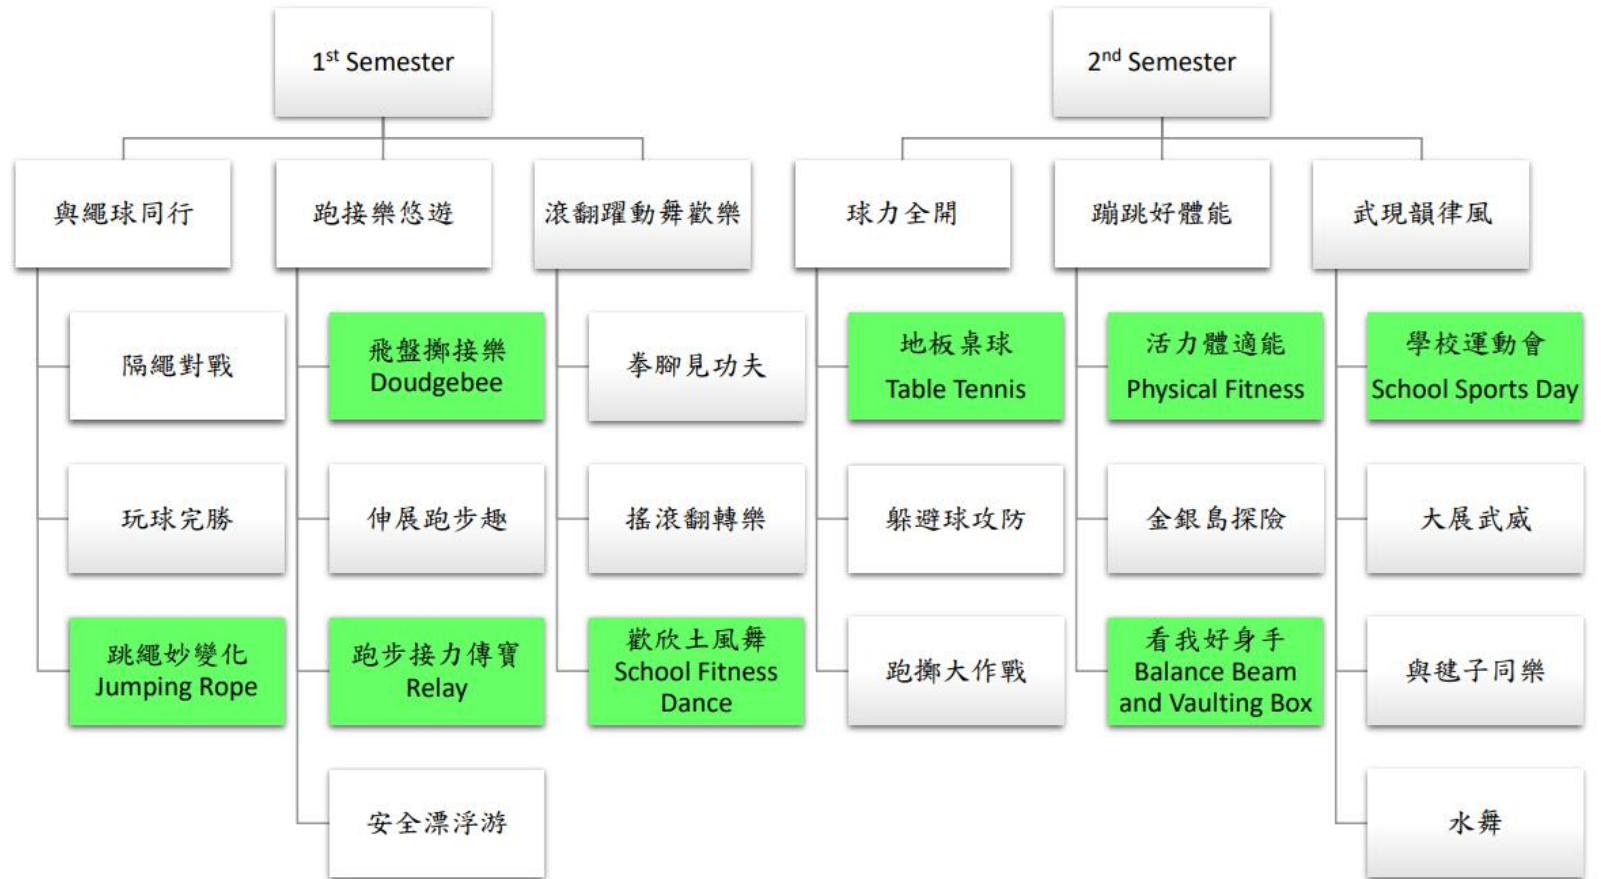 1st Semester
2nd Semester
與繩球同行
跑接樂悠遊
滾翻躍動舞歡樂
球力全開
蹦跳好體能
武現韻律風
隔繩對戰
玩球完勝
跳繩妙變化
Jumping Rope
飛盤擲接樂
Doudgebee
伸展跑步趣
跑步接力傳寶
Relay
安全漂浮游
拳腳見功夫
搖滾翻轉樂
歡欣土風舞
School Fitness
Dance
地板桌球
Table Tennis
躲避球攻防
跑擲大作戰
活力體適能
Physical Fitness
金銀島探險
看我好身手
Balance Beam
and Vaulting Box
學校運動會
School Sports Day
大展武威
與毽子同樂
水舞